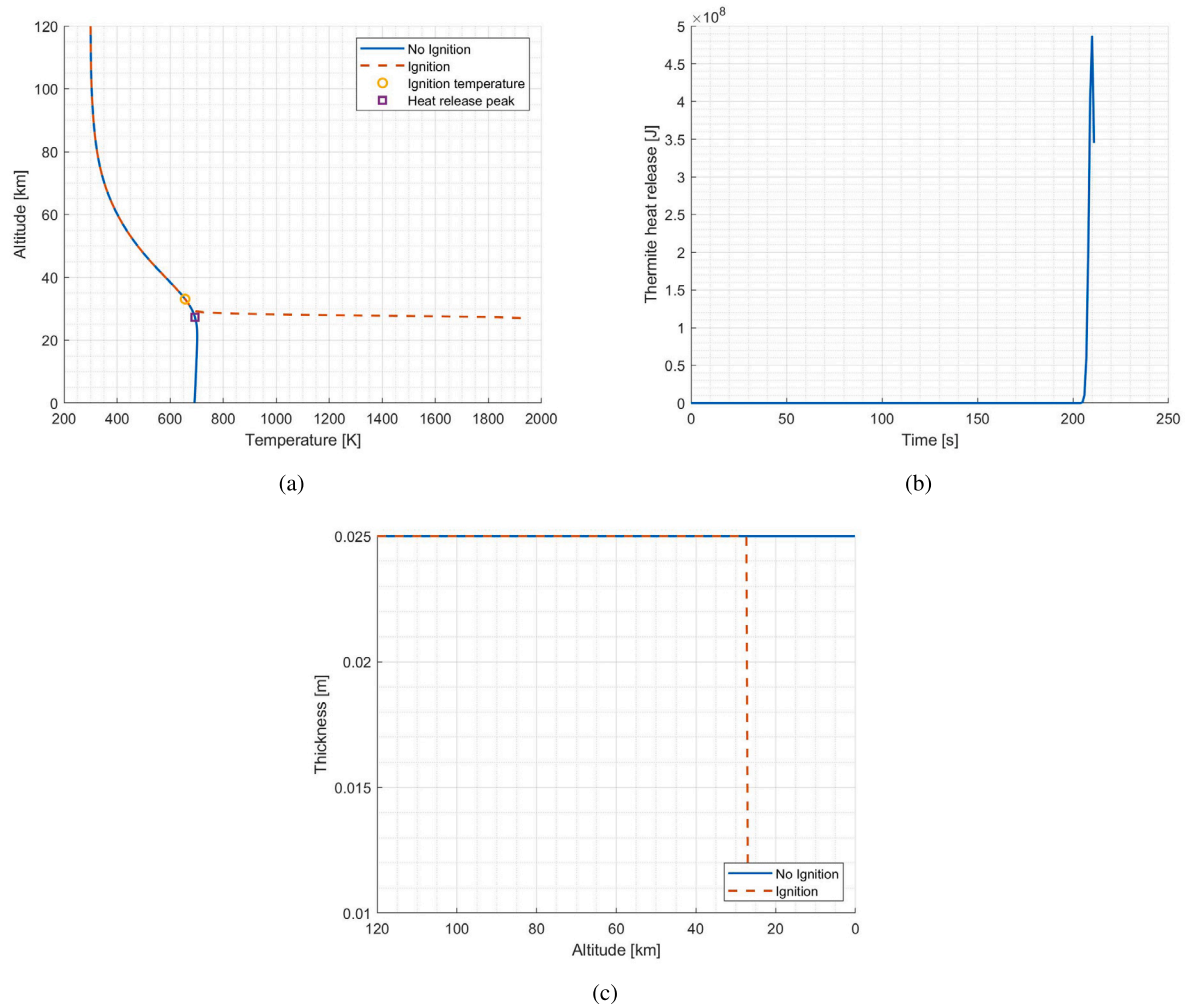 120
100
80
60
40
20
0
Altitude [km]
200 400 600 800 1000 1200 1400 1600 1800 2000
Temperature [K]
No Ignition
Ignition
Ignition temperature
Heat release peak
(a)
×10⁸
5
4.5
4
3.5
3
2.5
2
1.5
1
0.5
0
Thermite heat release [J]
0 50 100 150 200 250
Time [s]
(b)
0.025
0.02
0.015
0.01
Thickness [m]
120 100 80 60 40 20 0
Altitude [km]
No Ignition
Ignition
(c)